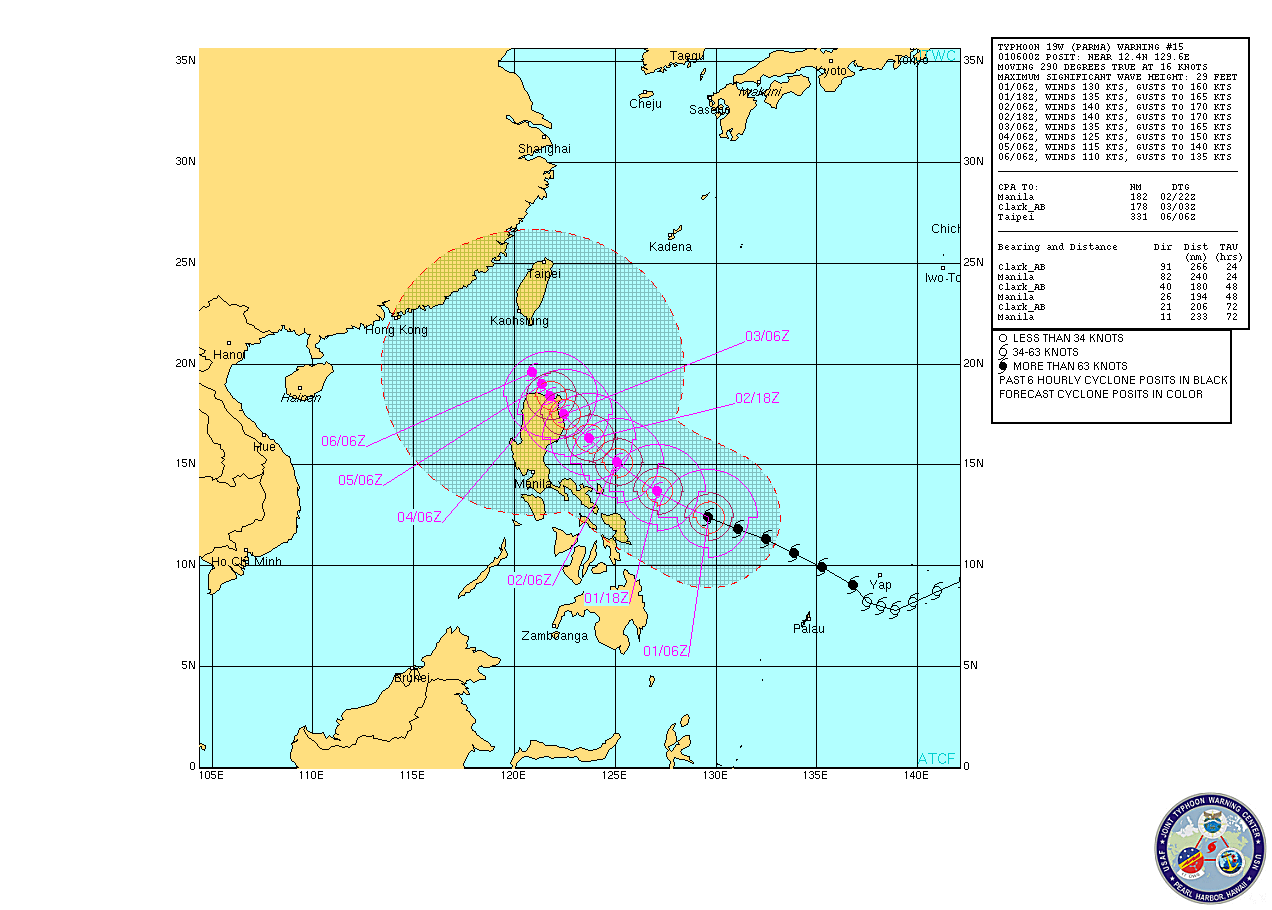 35N
30N
25N
20N
15N
10N
5N
0
105E
110E
115E
120E
125E
130E
135E
140E
35N
30N
25N
20N
15N
10N
5N
0
JTWC
Taegu
Tokyo
Kyoto
Iwakuni
Cheju
Sasebo
Shanghai
Kadena
Chich
Iwo-To
Taipei
Kaohsiung
Hong Kong
Hanoi
Hainan
Hue
Manila
Ho Chi Minh
Yap
Palau
Zamboanga
Brunei
ATCF
03/06Z
02/18Z
06/06Z
05/06Z
04/06Z
02/06Z
01/18Z
01/06Z
TYPHOON 19W (PARMA) WARNING #15
010600Z POSIT: NEAR 12.4N 129.6E
MOVING 290 DEGREES TRUE AT 16 KNOTS
MAXIMUM SIGNIFICANT WAVE HEIGHT: 29 FEET
01/06Z, WINDS 130 KTS, GUSTS TO 160 KTS
01/18Z, WINDS 135 KTS, GUSTS TO 165 KTS
02/06Z, WINDS 140 KTS, GUSTS TO 170 KTS
02/18Z, WINDS 140 KTS, GUSTS TO 170 KTS
03/06Z, WINDS 135 KTS, GUSTS TO 165 KTS
04/06Z, WINDS 125 KTS, GUSTS TO 150 KTS
05/06Z, WINDS 115 KTS, GUSTS TO 140 KTS
06/06Z, WINDS 110 KTS, GUSTS TO 135 KTS
CPA TO: NM DTG
Manila 182 02/22Z
Clark_AB 178 03/03Z
Taipei 331 06/06Z
Bearing and Distance Dir Dist TAU
(nm) (hrs)
Clark_AB 91 266 24
Manila 82 240 24
Clark_AB 40 180 48
Manila 26 194 48
Clark_AB 21 206 72
Manila 11 233 72
LESS THAN 34 KNOTS
34-63 KNOTS
MORE THAN 63 KNOTS
PAST 6 HOURLY CYCLONE POSITS IN BLACK
FORECAST CYCLONE POSITS IN COLOR
JOINT TYPHOON WARNING CENTER
USAF
USN
PEARL HARBOR, HAWAII